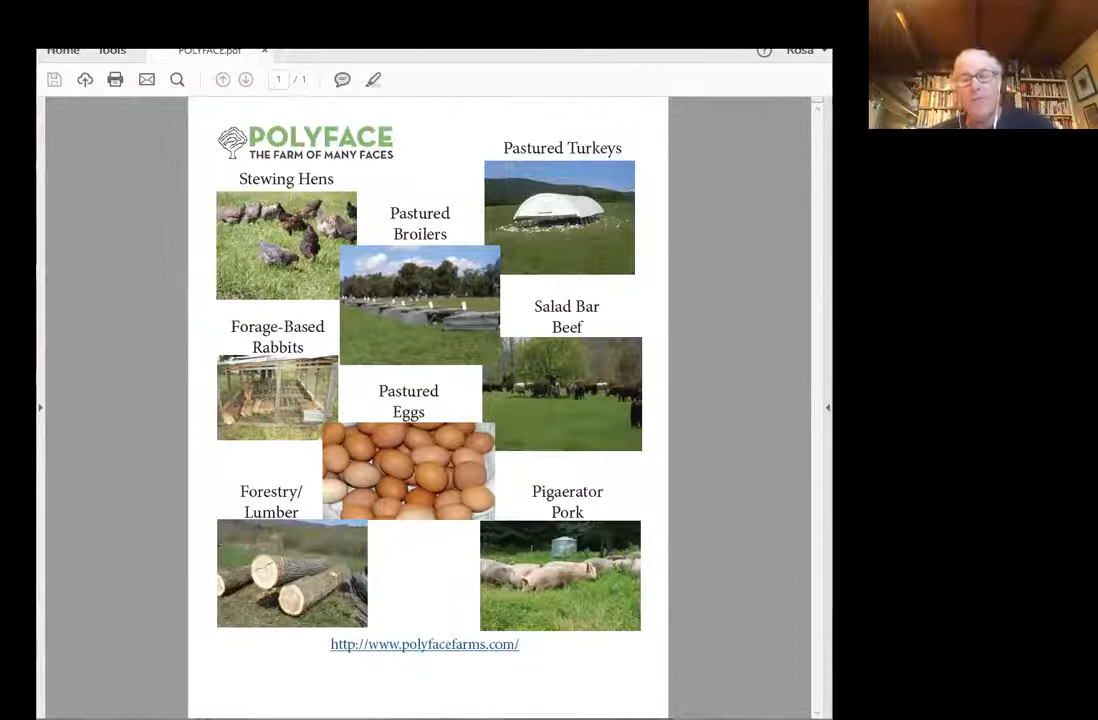 Home Tools POLYFACE.pdf × ? Rosa
1 / 1
POLYFACE
THE FARM OF MANY FACES
Pastured Turkeys
Stewing Hens
Pastured
Broilers
Salad Bar
Beef
Forage-Based
Rabbits
Pastured
Eggs
Forestry/
Lumber
Pigaerator
Pork
http://www.polyfacefarms.com/